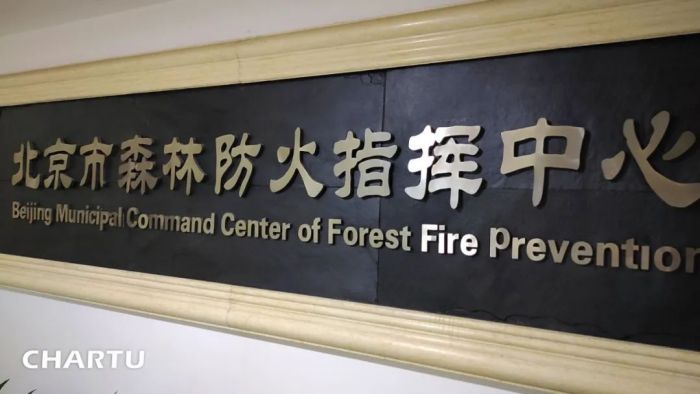 北京市森林防火指挥中心
Beijing Municipal Command Center of Forest Fire Prevention
CHARTU